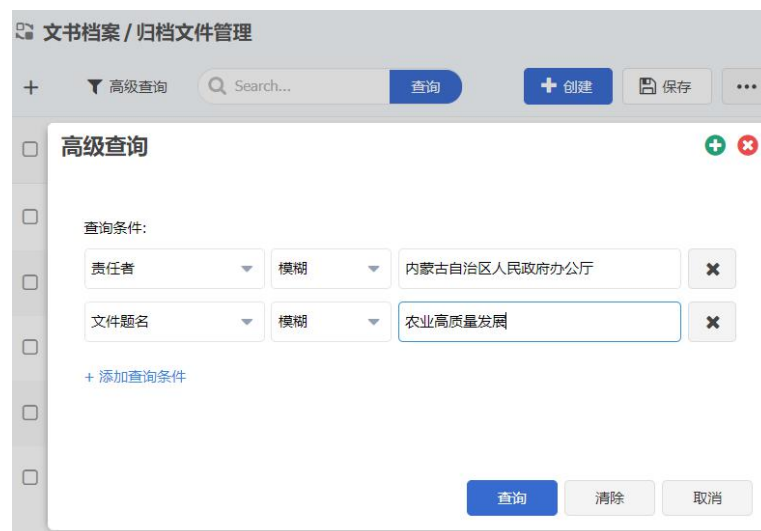 文书档案 / 归档文件管理
+ 高级查询 Search... 查询 + 创建 保存 •••
高级查询
查询条件:
责任者 模糊 内蒙古自治区人民政府办公厅
文件题名 模糊 农业高质量发展
+ 添加查询条件
查询 清除 取消